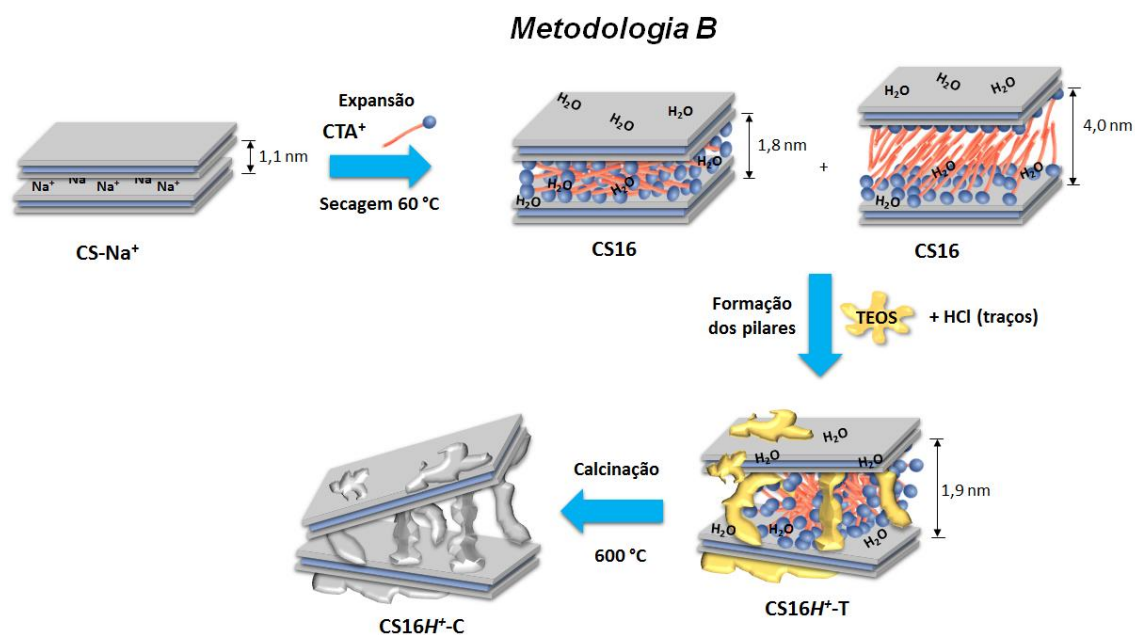 Metodologia B
Na⁺ Na⁺ Na⁺ Na Na⁺
1,1 nm
CS-Na⁺
Expansão
CTA⁺
Secagem 60 °C
H₂O H₂O H₂O
H₂O H₂O H₂O H₂O
1,8 nm
CS16
+
H₂O H₂O H₂O
H₂O H₂O H₂O
4,0 nm
CS16
Formação
dos pilares
TEOS
+ HCl (traços)
H₂O
H₂O H₂O
H₂O H₂O H₂O
1,9 nm
CS16H⁺-T
Calcinação
600 °C
CS16H⁺-C